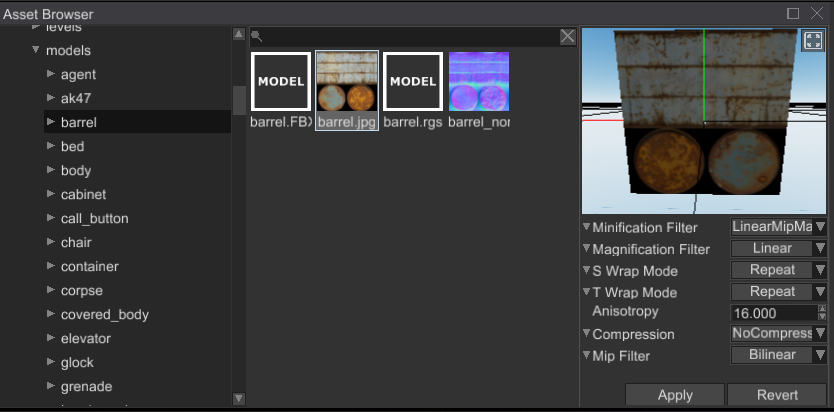 Asset Browser
levels
models
agent
ak47
barrel
bed
body
cabinet
call_button
chair
container
corpse
covered_body
elevator
glock
grenade
MODEL
MODEL
barrel.FBX
barrel.jpg
barrel.rgs
barrel_nor
Minification Filter LinearMipMa
Magnification Filter Linear
S Wrap Mode Repeat
T Wrap Mode Repeat
Anisotropy 16.000
Compression NoCompress
Mip Filter Bilinear
Apply Revert